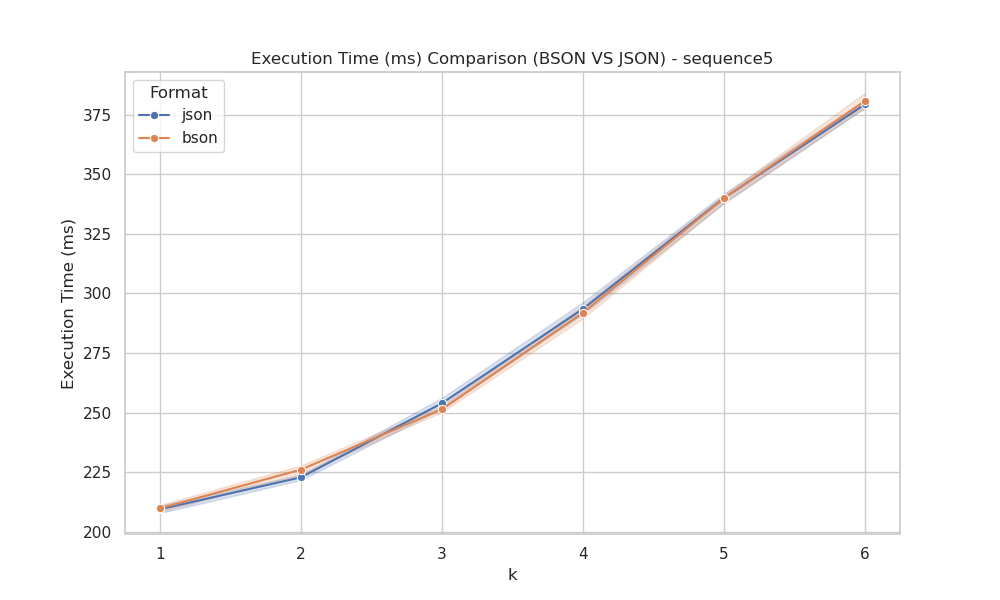 Execution Time (ms) Comparison (BSON VS JSON) - sequence5
Format
json
bson
Execution Time (ms)
375
350
325
300
275
250
225
200
1 2 3 4 5 6
k